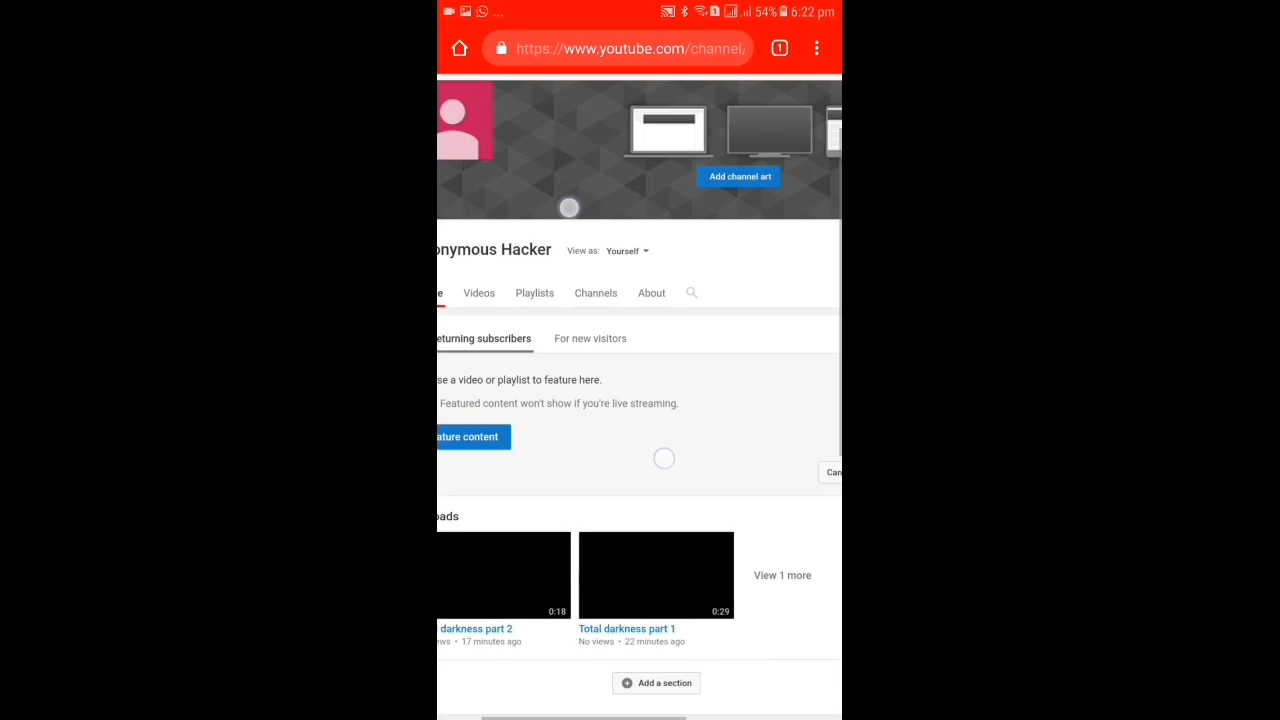 ... 1 54% 6:22 pm
https://www.youtube.com/channel/ 1
Add channel art
onymous Hacker View as: Yourself
e Videos Playlists Channels About
eturning subscribers For new visitors
se a video or playlist to feature here.
Featured content won't show if you're live streaming.
ature content
Can
oads
0:18 0:29
View 1 more
darkness part 2 Total darkness part 1
ews • 17 minutes ago No views • 22 minutes ago
Add a section